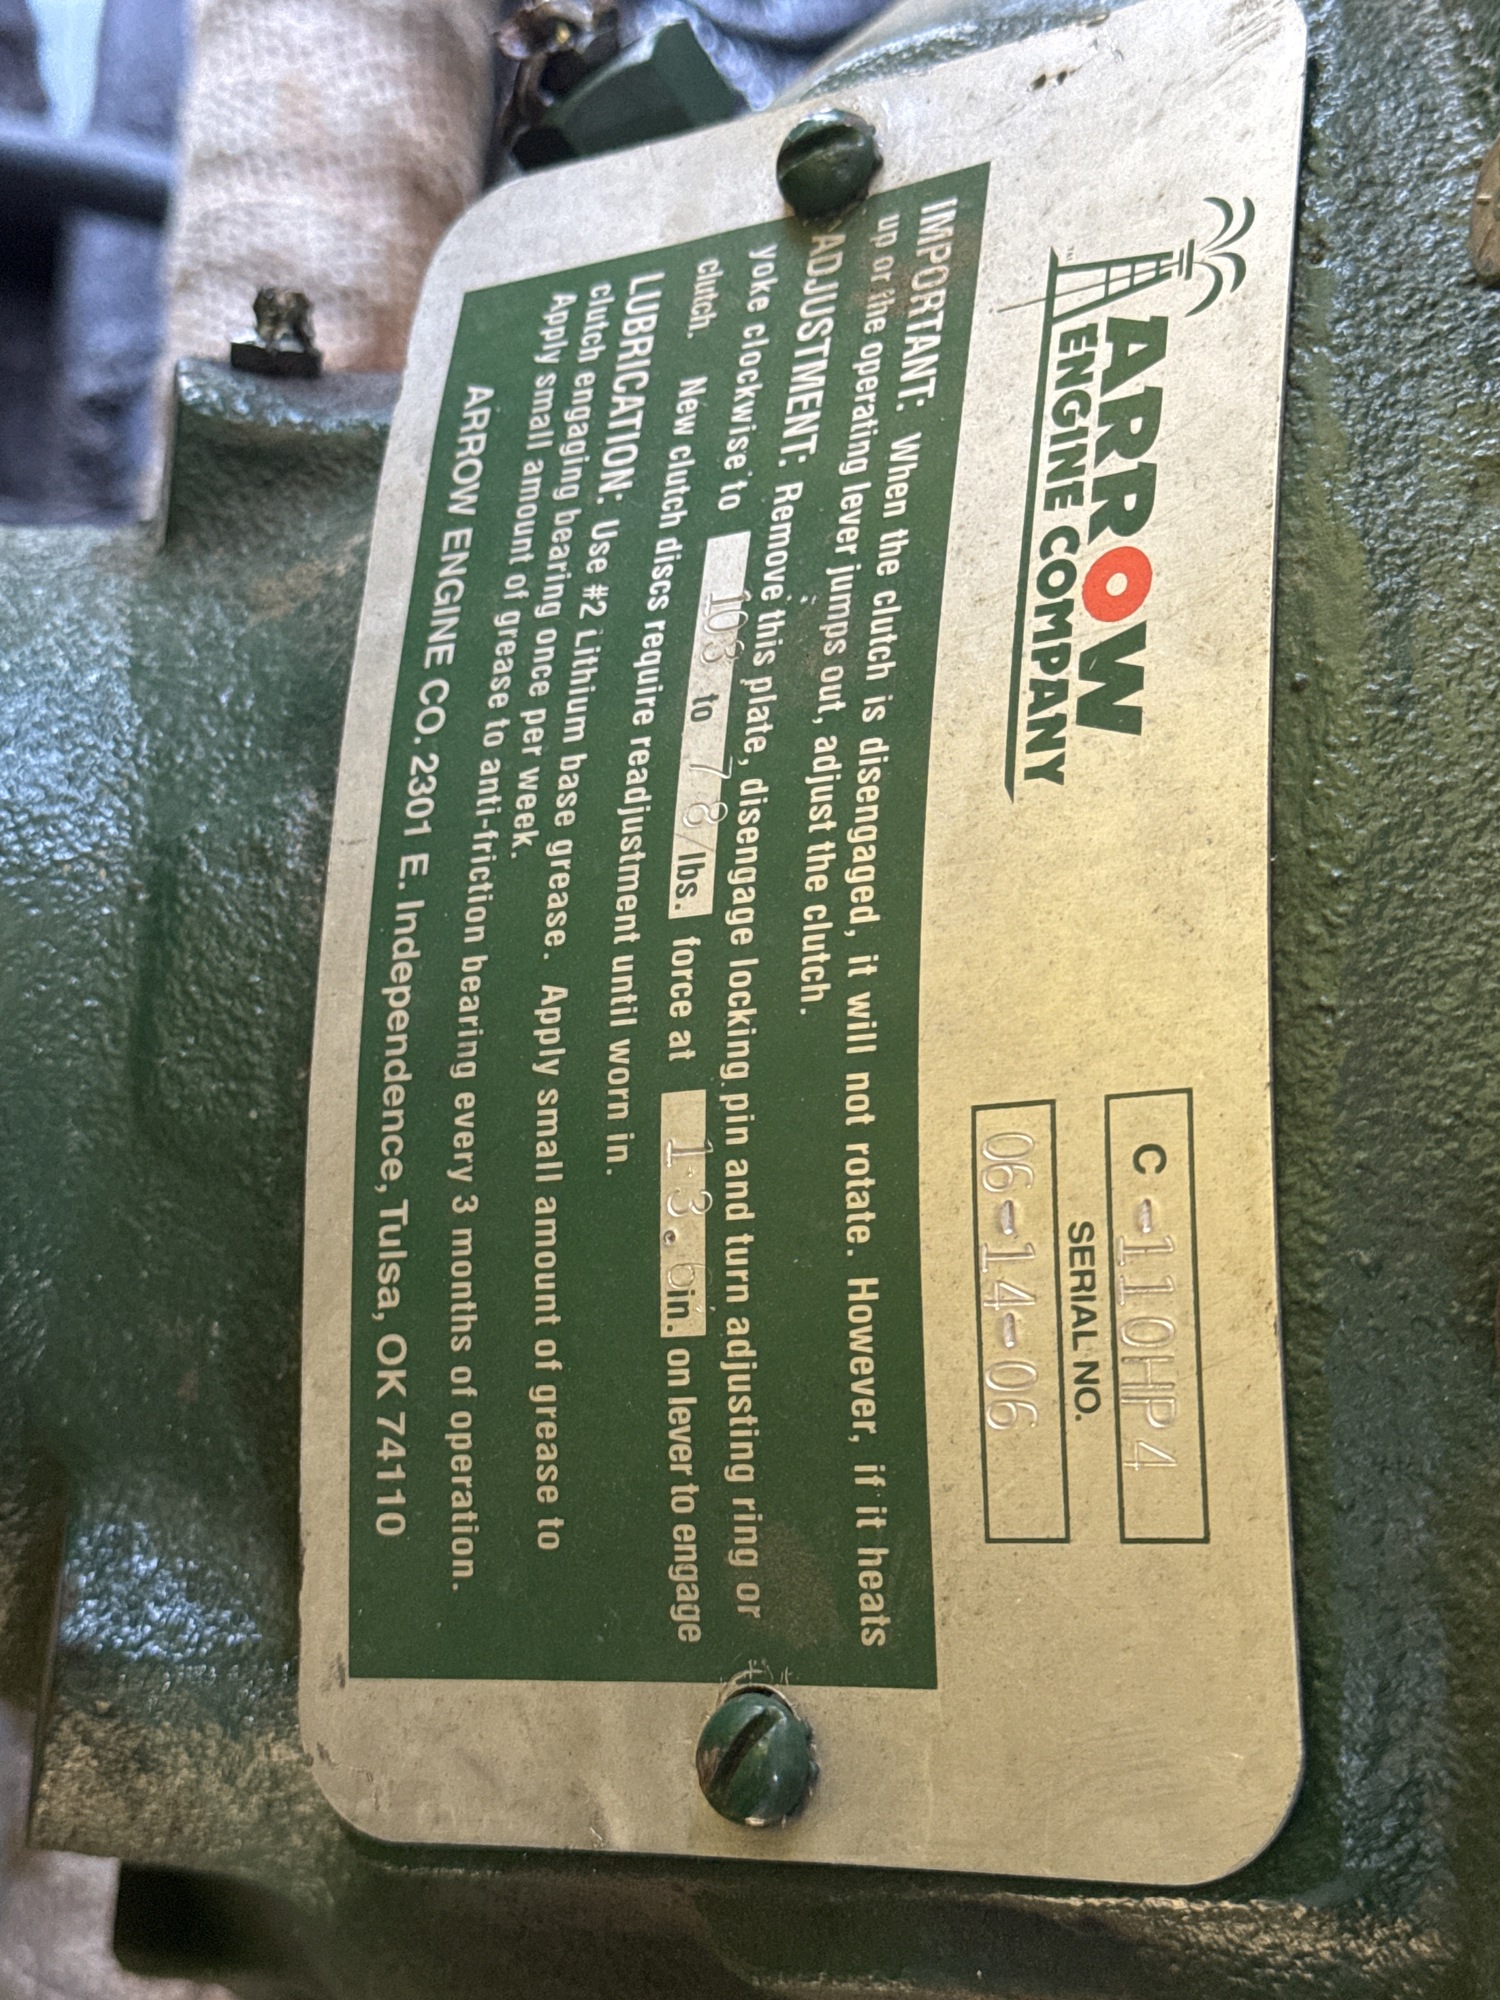 ARROW
ENGINE COMPANY
™
C -110HP4
SERIAL NO.
06-14-06
IMPORTANT: When the clutch is disengaged, it will not rotate. However, if it heats
up or the operating lever jumps out, adjust the clutch.
ADJUSTMENT: Remove this plate, disengage locking pin and turn adjusting ring or
yoke clockwise to 103 to 78/lbs. force at 13.6in. on lever to engage
clutch. New clutch discs require readjustment until worn in.
LUBRICATION: Use #2 Lithium base grease. Apply small amount of grease to
clutch engaging bearing once per week.
Apply small amount of grease to anti-friction bearing every 3 months of operation.
ARROW ENGINE CO. 2301 E. Independence, Tulsa, OK 74110